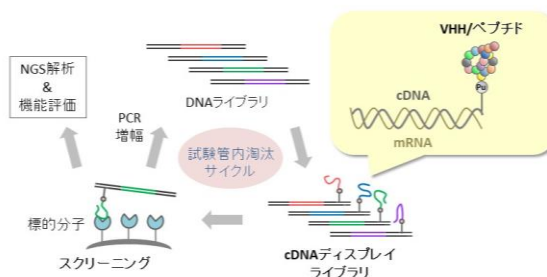 NGS解析
&
機能評価
PCR
増幅
DNAライブラリ
試験管内淘汰
サイクル
VHH/ペプチド
Pu
cDNA
mRNA
標的分子
スクリーニング
cDNAディスプレイ
ライブラリ